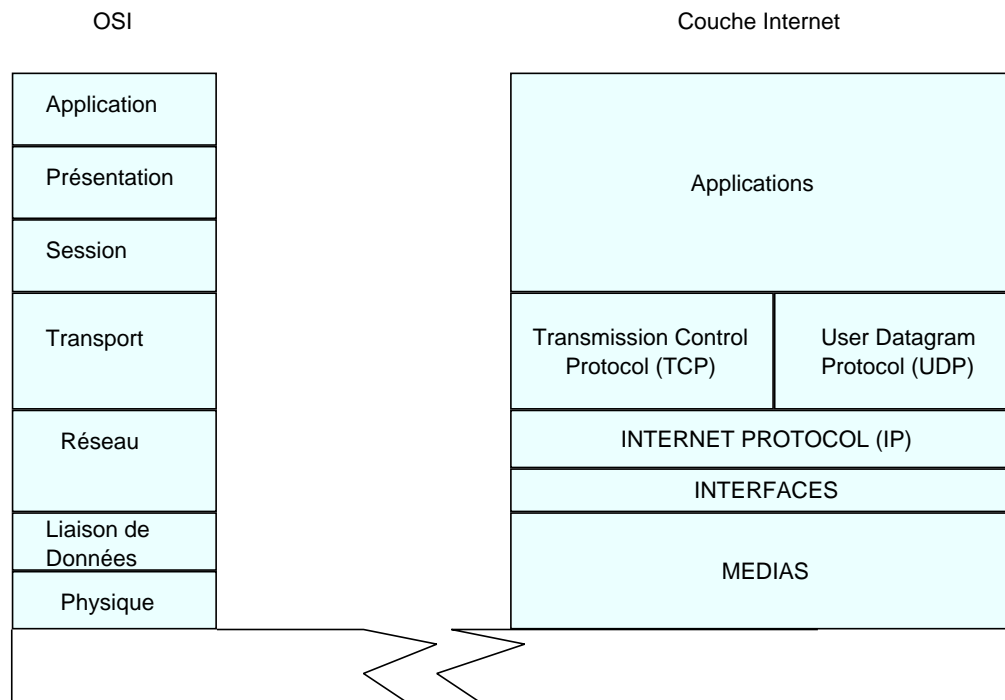 OSI
Couche Internet
Application
Présentation
Session
Transport
Réseau
Liaison de
Données
Physique
Applications
Transmission Control
Protocol (TCP)
User Datagram
Protocol (UDP)
INTERNET PROTOCOL (IP)
INTERFACES
MEDIAS